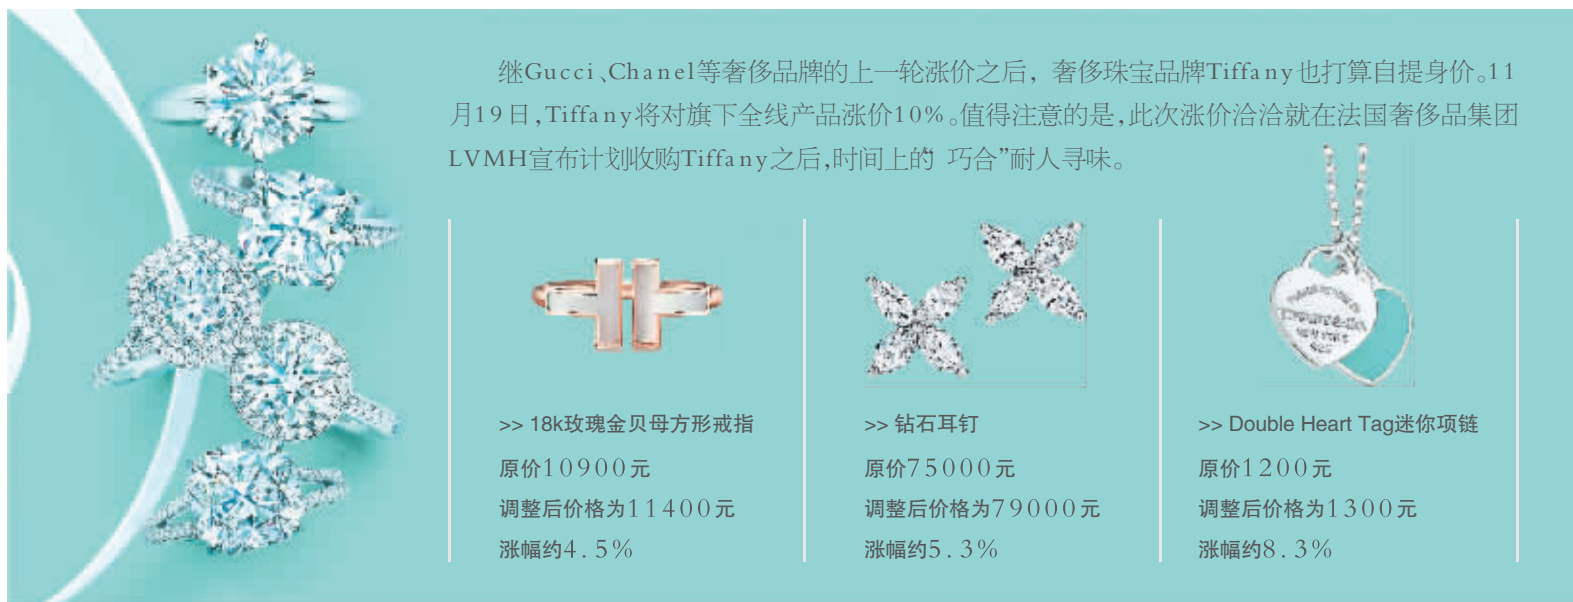 继Gucci、Chanel等奢侈品牌的上一轮涨价之后，奢侈珠宝品牌Tiffany也打算自提身价。11
月19日，Tiffany将对旗下全线产品涨价10%。值得注意的是，此次涨价洽洽就在法国奢侈品集团
LVMH宣布计划收购Tiffany之后，时间上的“巧合”耐人寻味。
>> 18k玫瑰金贝母方形戒指
原价10900元
调整后价格为11400元
涨幅约4.5%
>> 钻石耳钉
原价75000元
调整后价格为79000元
涨幅约5.3%
>> Double Heart Tag迷你项链
原价1200元
调整后价格为1300元
涨幅约8.3%